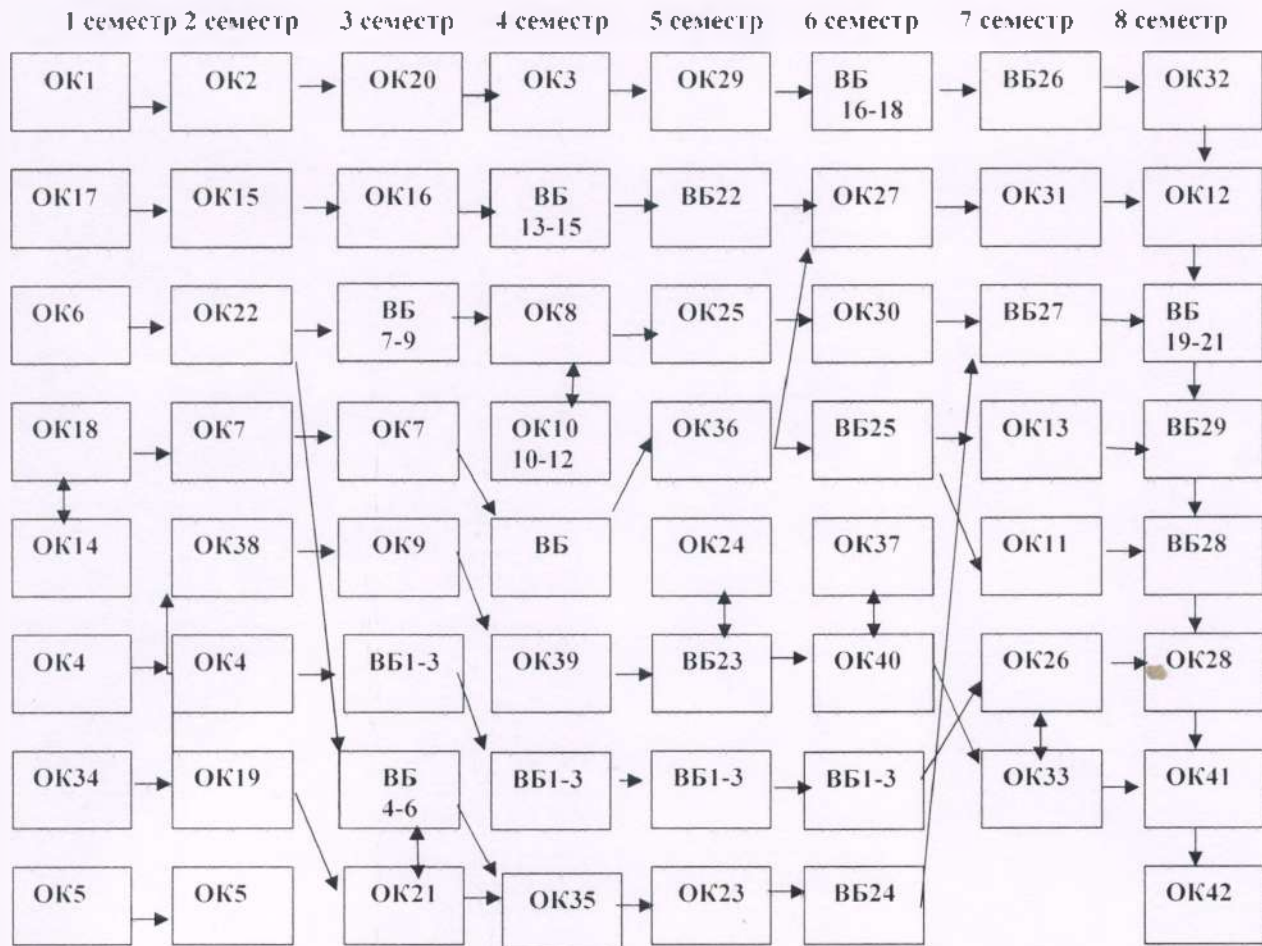 1 семестр 2 семестр 3 семестр 4 семестр 5 семестр 6 семестр 7 семестр 8 семестр
ОК1 ОК2 ОК20 ОК3 ОК29 ВБ ВБ26 ОК32
16-18
ОК17 ОК15 ОК16 ВБ ВБ22 ОК27 ОК31 ОК12
13-15
ОК6 ОК22 ВБ ОК8 ОК25 ОК30 ВБ27 ВБ
7-9 19-21
ОК18 ОК7 ОК7 ОК10 ОК36 ВБ25 ОК13 ВБ29
10-12
ОК14 ОК38 ОК9 ВБ ОК24 ОК37 ОК11 ВБ28
ОК4 ОК4 ВБ1-3 ОК39 ВБ23 ОК40 ОК26 ОК28
ОК34 ОК19 ВБ ВБ1-3 ВБ1-3 ВБ1-3 ОК33 ОК41
4-6
ОК5 ОК5 ОК21 ОК35 ОК23 ВБ24 ОК42